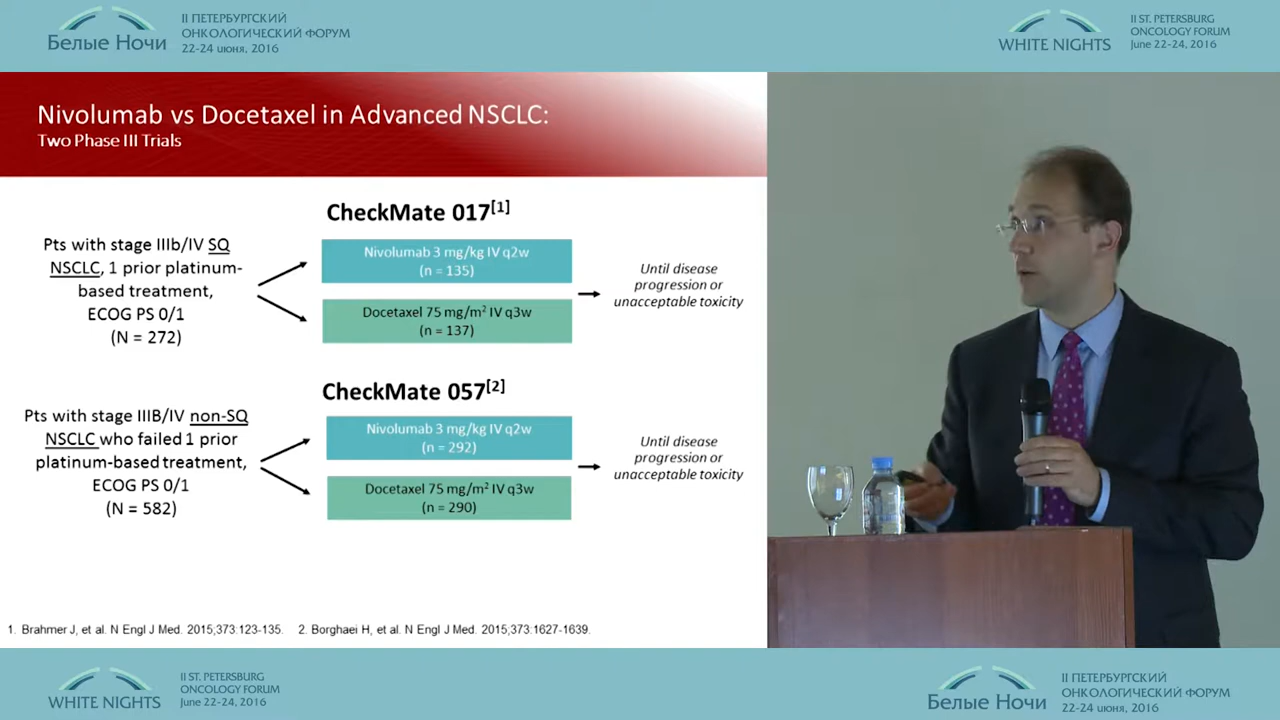 II ПЕТЕРБУРГСКИЙ
ОНКОЛОГИЧЕСКИЙ ФОРУМ
Белые Ночи
22-24 июня, 2016
II ST. PETERSBURG
ONCOLOGY FORUM
WHITE NIGHTS
June 22-24, 2016
Nivolumab vs Docetaxel in Advanced NSCLC:
Two Phase III Trials
CheckMate 017[1]
Pts with stage IIIb/IV SQ
NSCLC, 1 prior platinum-
based treatment,
ECOG PS 0/1
(N = 272)
Nivolumab 3 mg/kg IV q2w
(n = 135)
Docetaxel 75 mg/m² IV q3w
(n = 137)
Until disease
progression or
unacceptable toxicity
CheckMate 057[2]
Pts with stage IIIB/IV non-SQ
NSCLC who failed 1 prior
platinum-based treatment,
ECOG PS 0/1
(N = 582)
Nivolumab 3 mg/kg IV q2w
(n = 292)
Docetaxel 75 mg/m² IV q3w
(n = 290)
Until disease
progression or
unacceptable toxicity
1. Brahmer J, et al. N Engl J Med. 2015;373:123-135. 2. Borghaei H, et al. N Engl J Med. 2015;373:1627-1639.
II ST. PETERSBURG
ONCOLOGY FORUM
WHITE NIGHTS
June 22-24, 2016
II ПЕТЕРБУРГСКИЙ
ОНКОЛОГИЧЕСКИЙ ФОРУМ
Белые Ночи
22-24 июня, 2016